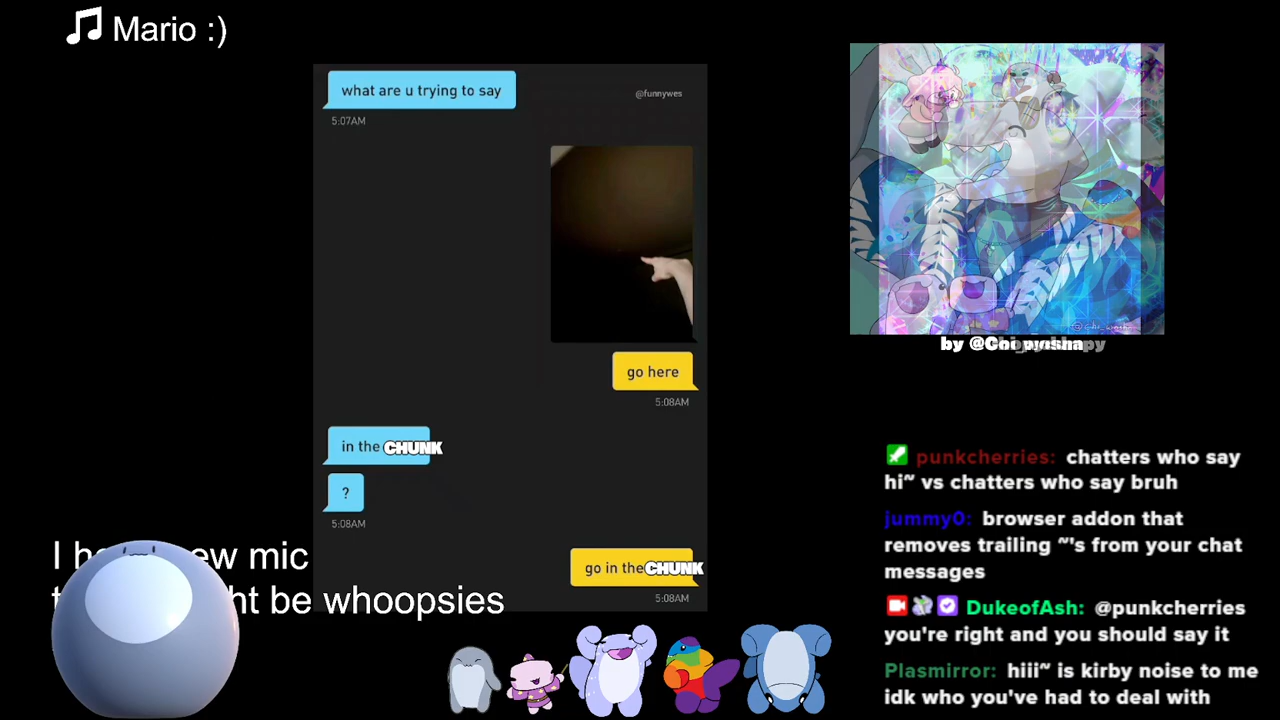 Mario :)
what are u trying to say
@funnywes
5:07AM
go here
5:08AM
in the CHUNK
?
5:08AM
go in the CHUNK
5:08AM
I ew mic
ht be whoopsies
by
punkcherries: chatters who say
hi~ vs chatters who say bruh
jummy0: browser addon that
removes trailing ~'s from your chat
messages
DukeofAsh: @punkcherries
you're right and you should say it
Plasmirror: hiii~ is kirby noise to me
idk who you've had to deal with